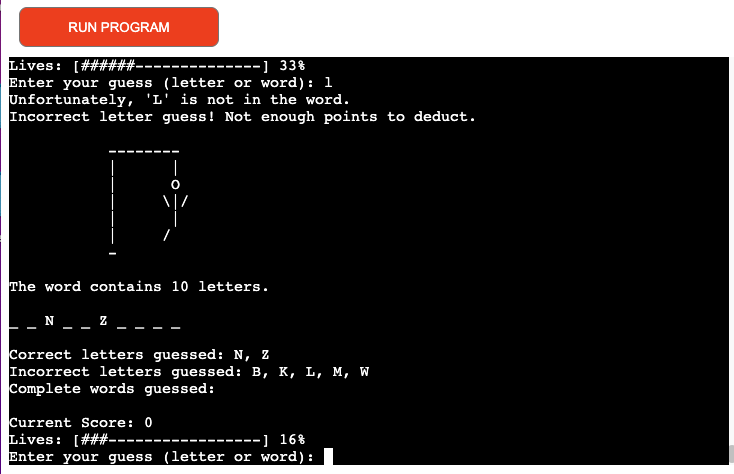 RUN PROGRAM
Lives: [######--------------] 33%
Enter your guess (letter or word): l
Unfortunately, 'L' is not in the word.
Incorrect letter guess! Not enough points to deduct.
--------
|      |
|      O
|     \|/
|      |
|     /
-
The word contains 10 letters.
_ _ N _ _ Z _ _ _ _
Correct letters guessed: N, Z
Incorrect letters guessed: B, K, L, M, W
Complete words guessed:
Current Score: 0
Lives: [###-----------------] 16%
Enter your guess (letter or word):